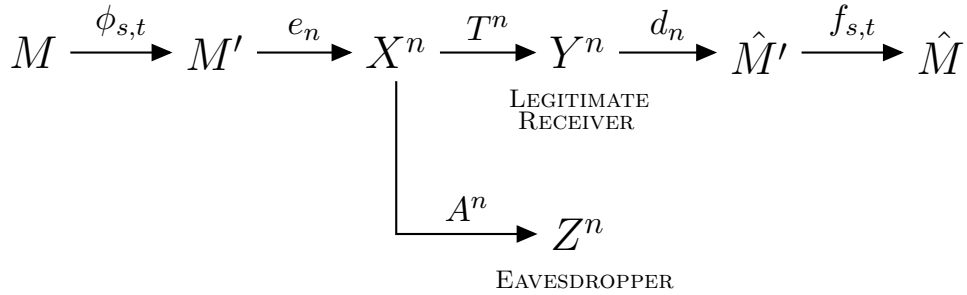 ϕ_{s,t} e_n T^n d_n f_{s,t}
M M′ X^n Y^n M̂′ M̂
LEGITIMATE
RECEIVER
A^n
Z^n
EAVESDROPPER